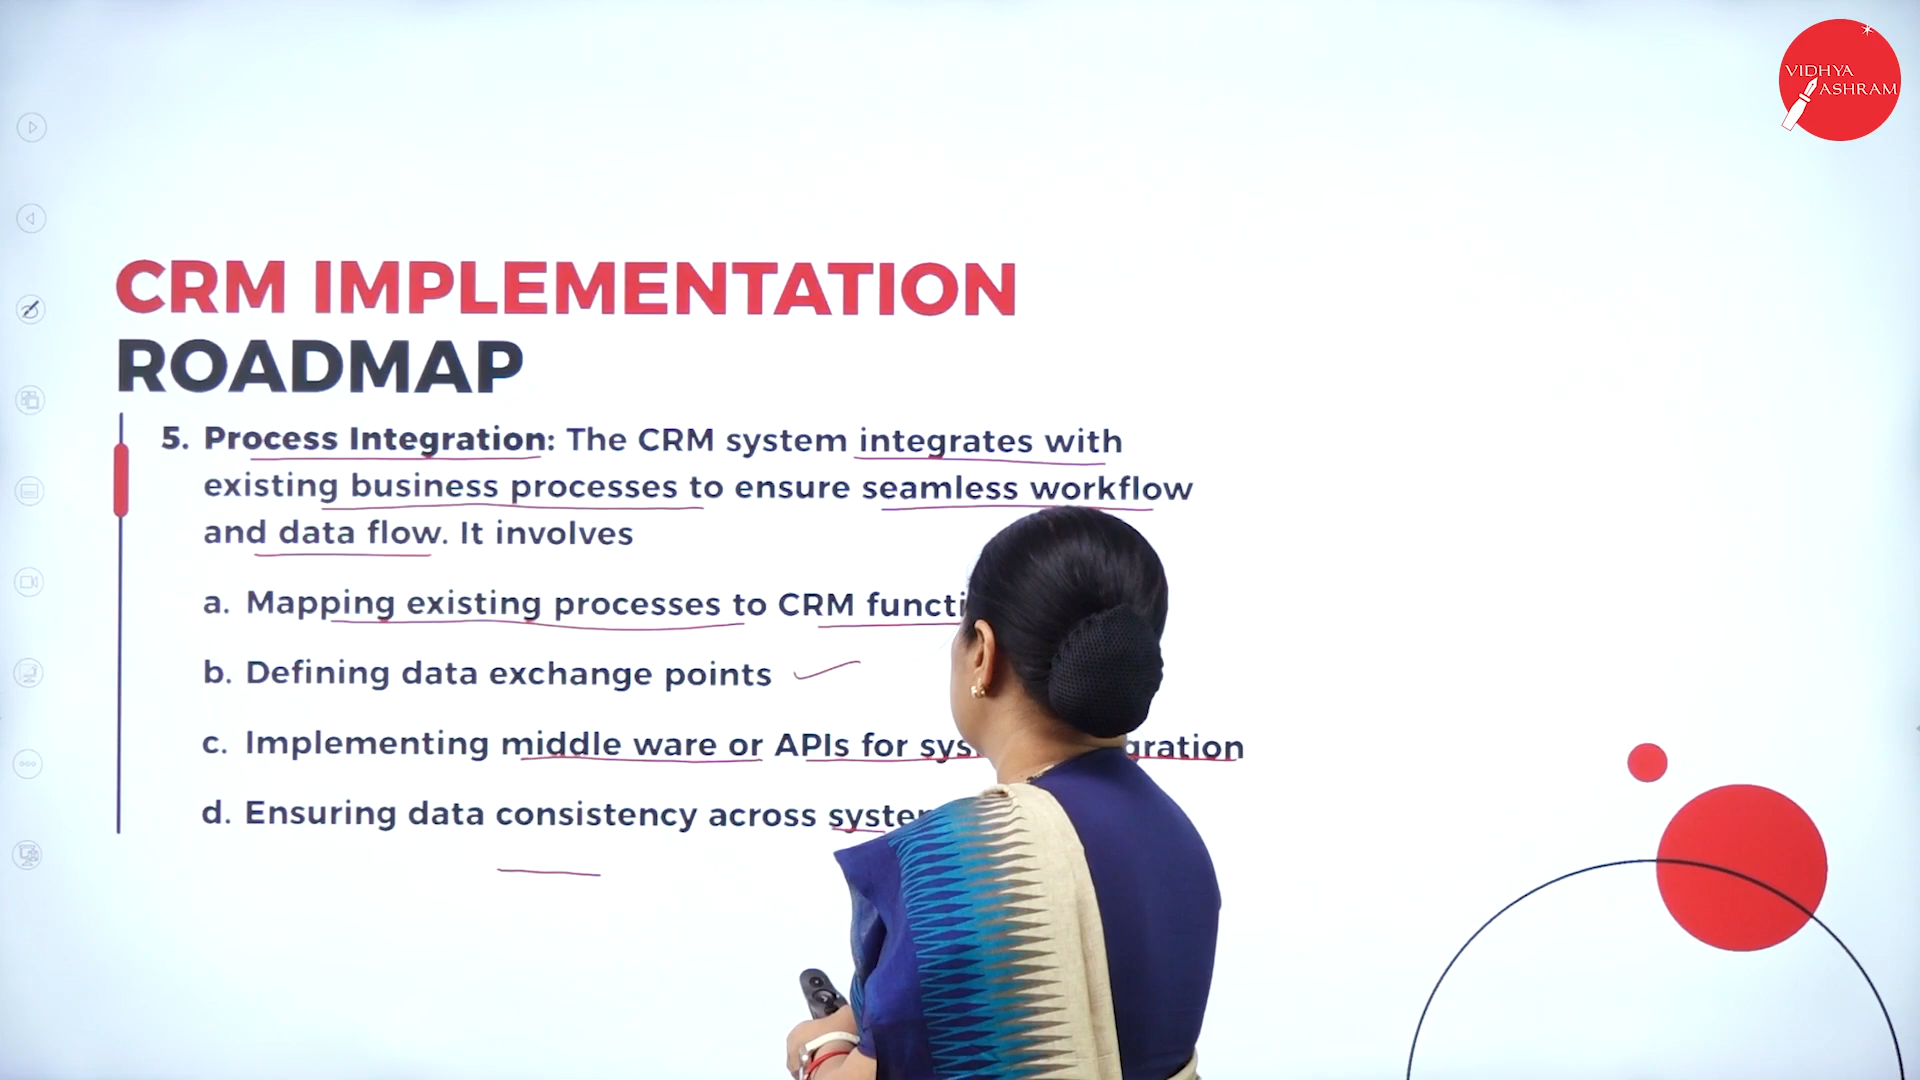 VIDHYA
ASHRAM
CRM IMPLEMENTATION
ROADMAP
5. Process Integration: The CRM system integrates with
existing business processes to ensure seamless workflow
and data flow. It involves
a. Mapping existing processes to CRM
b. Defining data exchange points
c. Implementing middle ware or APIs for
d. Ensuring data consistency across